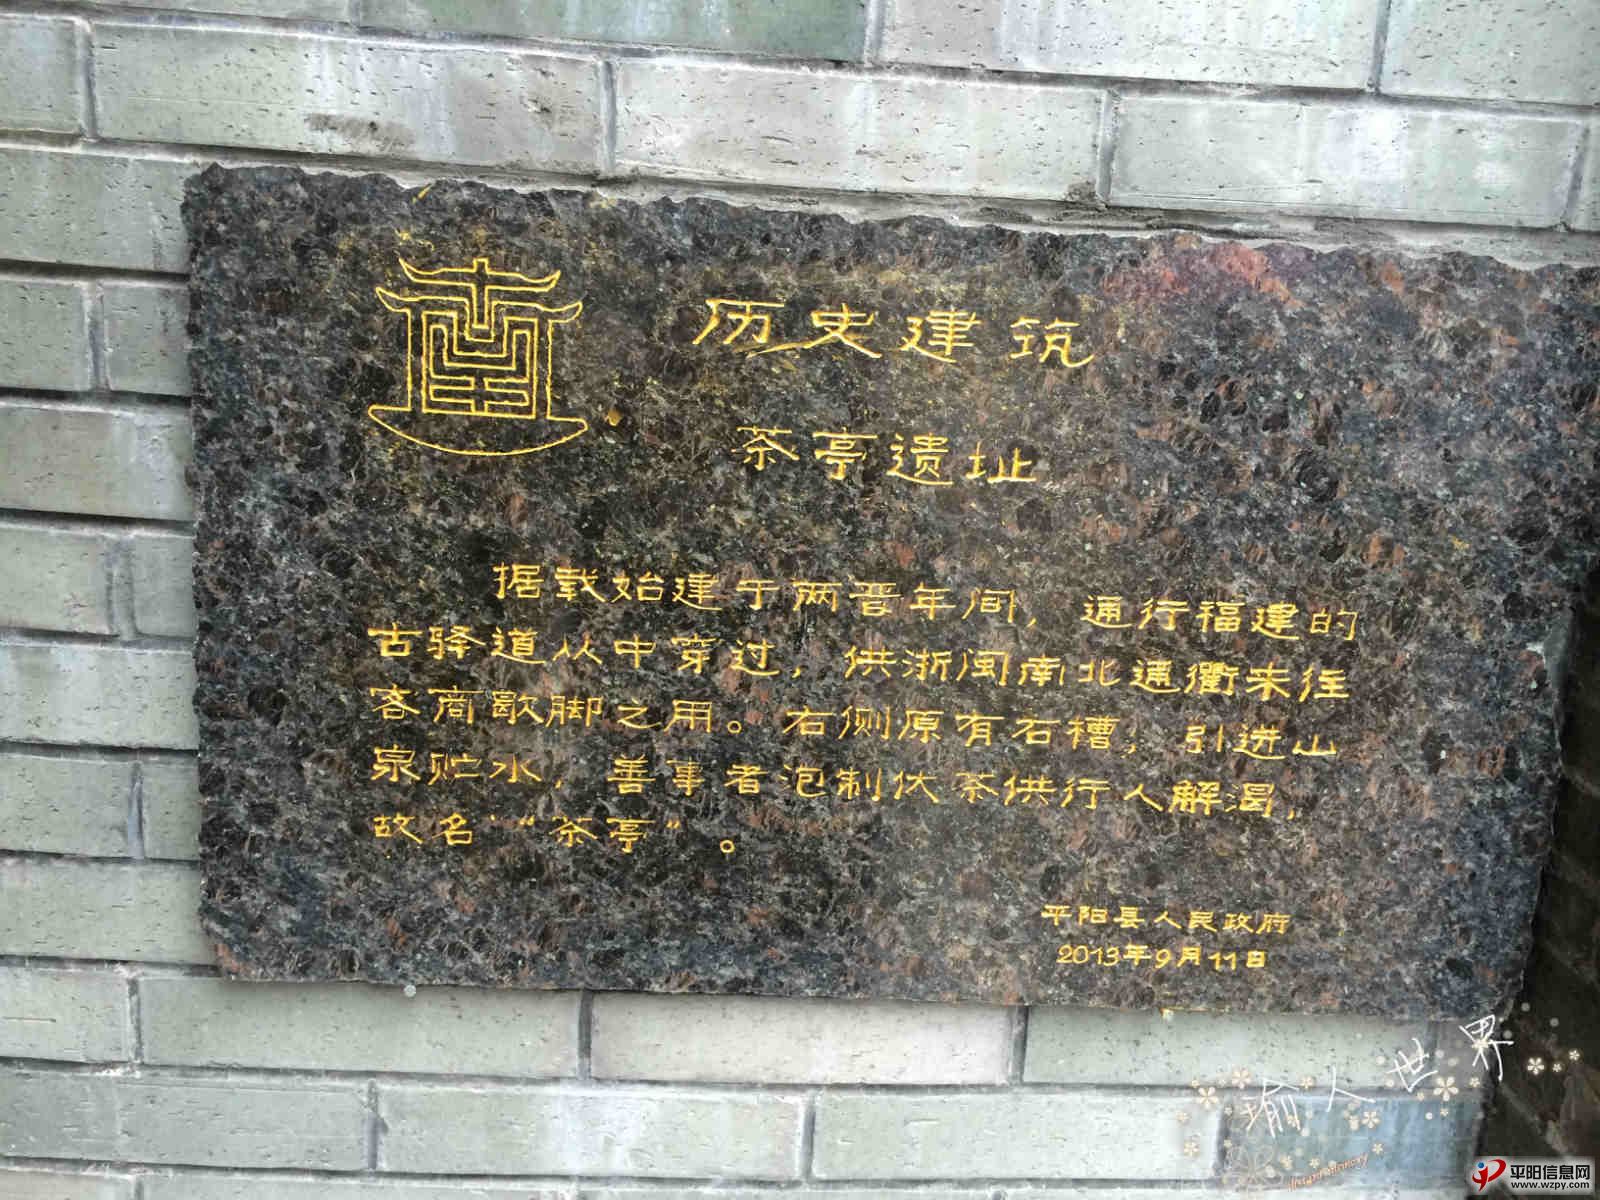 历史建筑
茶亭遗址
据载始建于两晋年间，通行福建的
古驿道从中穿过，供浙闽南北通衢来往
客商歇脚之用。右侧原有石槽，引进山
泉贮水，善事者泡制伏茶供行人解渴，
故名“茶亭”。
平阳县人民政府
2013年9月11日
瑜人世界
平阳信息网
www.wzpy.com